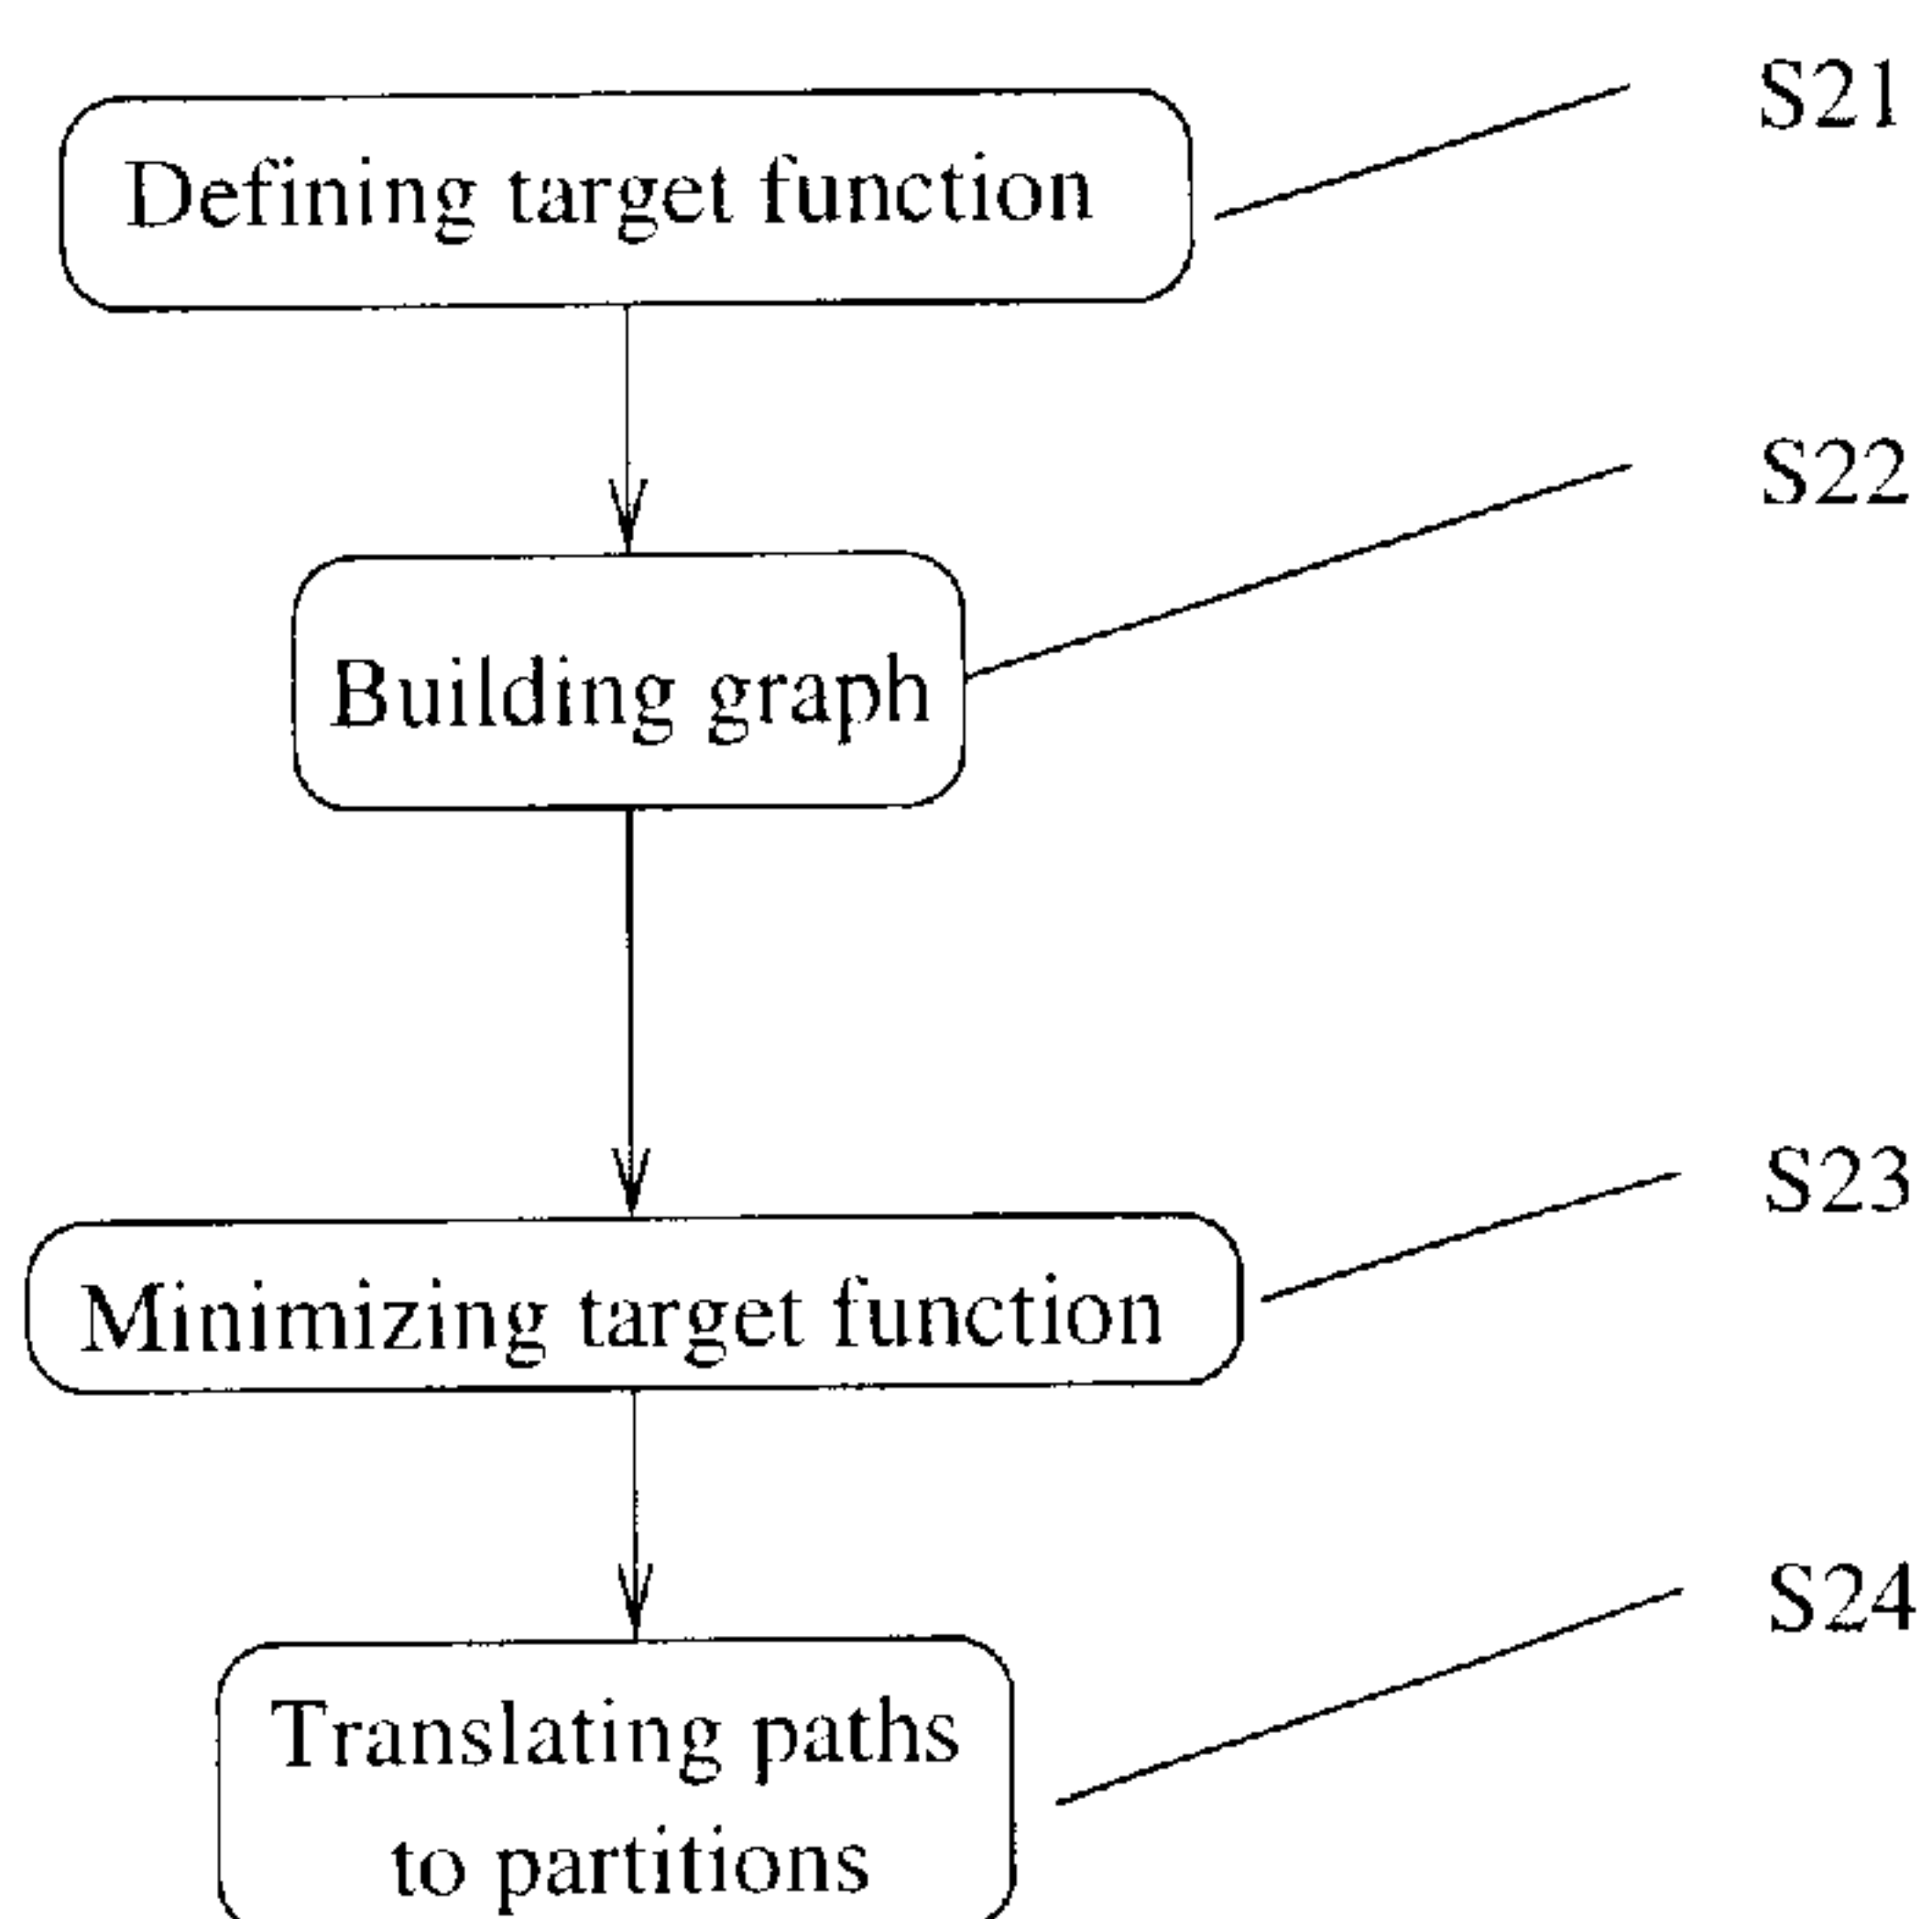 S21
Defining target function
S22
Building graph
S23
Minimizing target function
S24
Translating paths
to partitions